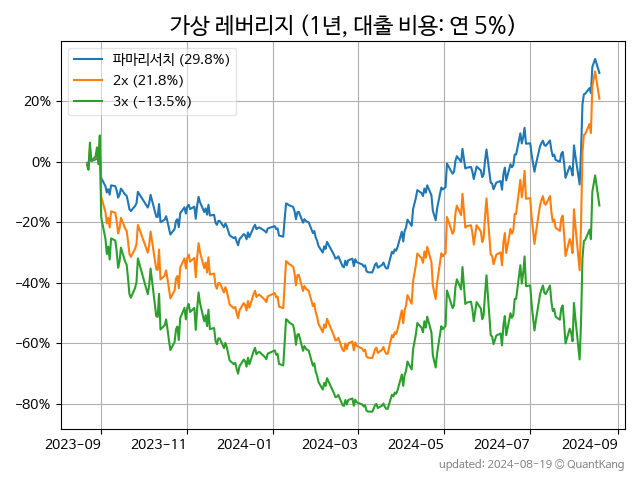 가상 레버리지 (1년, 대출 비용: 연 5%)
파마리서치 (29.8%)
2x (21.8%)
3x (−13.5%)
20%
0%
−20%
−40%
−60%
−80%
2023-09 2023-11 2024-01 2024-03 2024-05 2024-07 2024-09
updated: 2024-08-19 © QuantKang